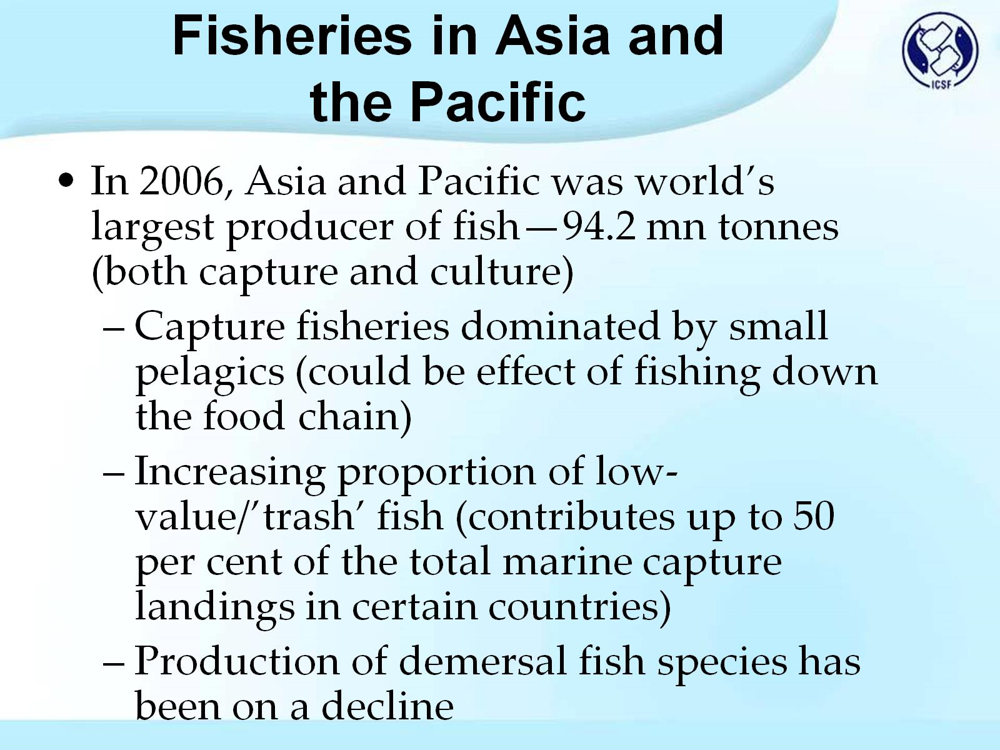 Fisheries in Asia and
the Pacific
ICSF
• In 2006, Asia and Pacific was world’s
largest producer of fish—94.2 mn tonnes
(both capture and culture)
– Capture fisheries dominated by small
pelagics (could be effect of fishing down
the food chain)
– Increasing proportion of low-
value/’trash’ fish (contributes up to 50
per cent of the total marine capture
landings in certain countries)
– Production of demersal fish species has
been on a decline